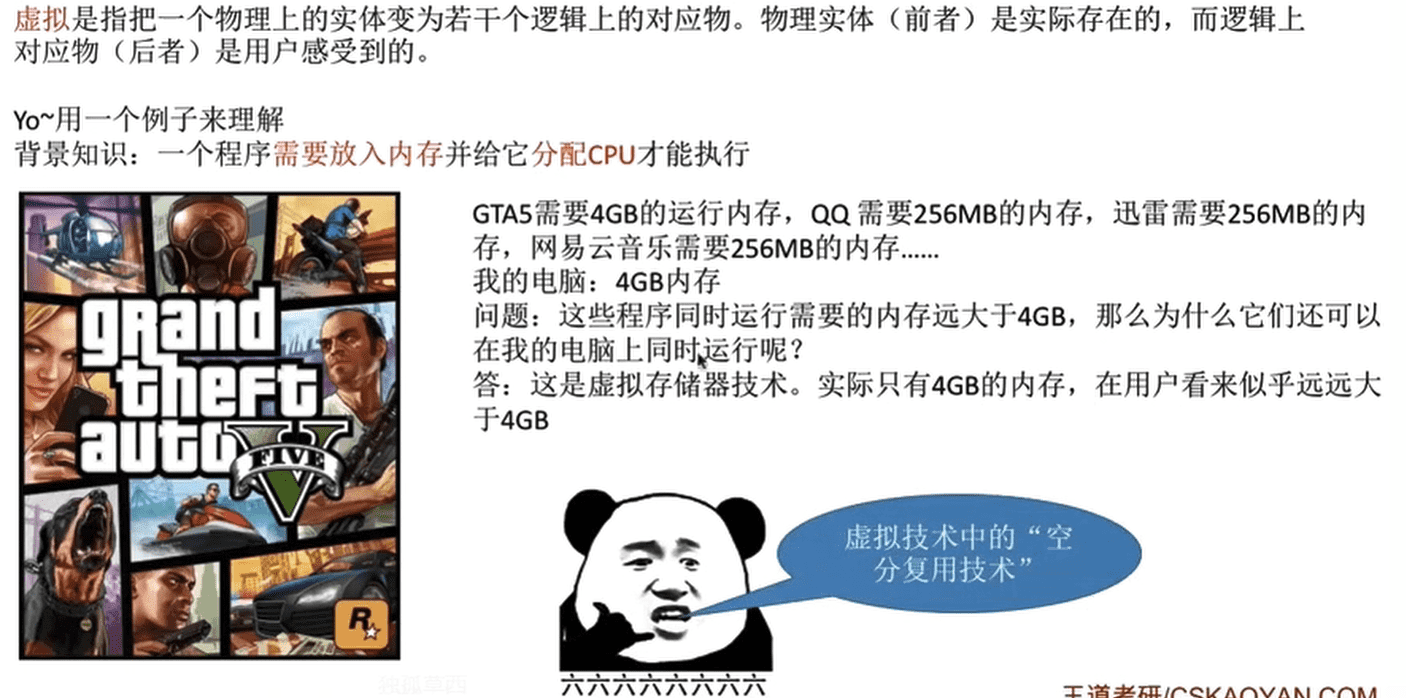 虚拟是指把一个物理上的实体变为若干个逻辑上的对应物。物理实体（前者）是实际存在的，而逻辑上
对应物（后者）是用户感受到的。
Yo~用一个例子来理解
背景知识：一个程序需要放入内存并给它分配CPU才能执行
grand
theft
auto
V
FIVE
R
GTA5需要4GB的运行内存，QQ 需要256MB的内存，迅雷需要256MB的内
存，网易云音乐需要256MB的内存……
我的电脑：4GB内存
问题：这些程序同时运行需要的内存远大于4GB，那么为什么它们还可以
在我的电脑上同时运行呢？
答：这是虚拟存储器技术。实际只有4GB的内存，在用户看来似乎远远大
于4GB
虚拟技术中的“空
分复用技术”
六六六六六六六六
独孤草西
王道考研/CSKAOYAN.COM